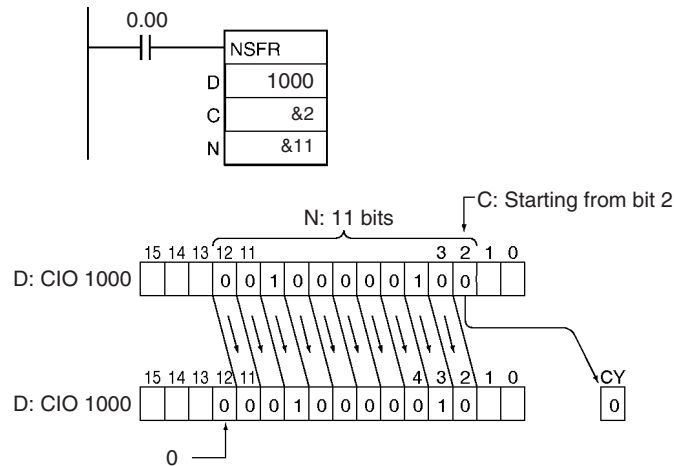 0.00
NSFR
D 1000
C &2
N &11
C: Starting from bit 2
N: 11 bits
15 14 13 12 11 3 2 1 0
D: CIO 1000 0 0 1 0 0 0 0 0 1 0 0
15 14 13 12 11 4 3 2 1 0 CY
D: CIO 1000 0 0 0 1 0 0 0 0 0 1 0 0
0